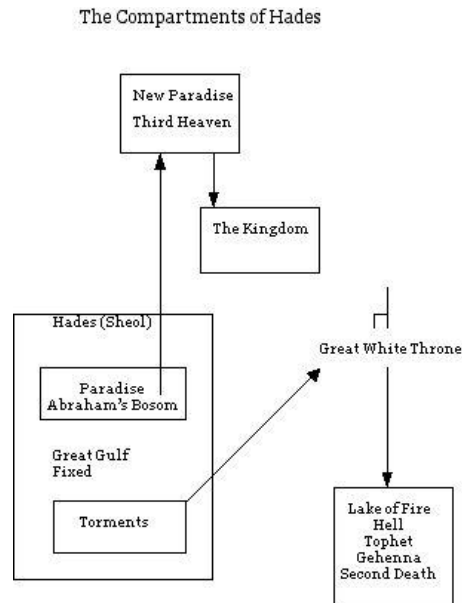 The Compartments of Hades
New Paradise
Third Heaven
The Kingdom
Hades (Sheol)
Great White Throne
Paradise
Abraham's Bosom
Great Gulf
Fixed
Torments
Lake of Fire
Hell
Tophet
Gehenna
Second Death